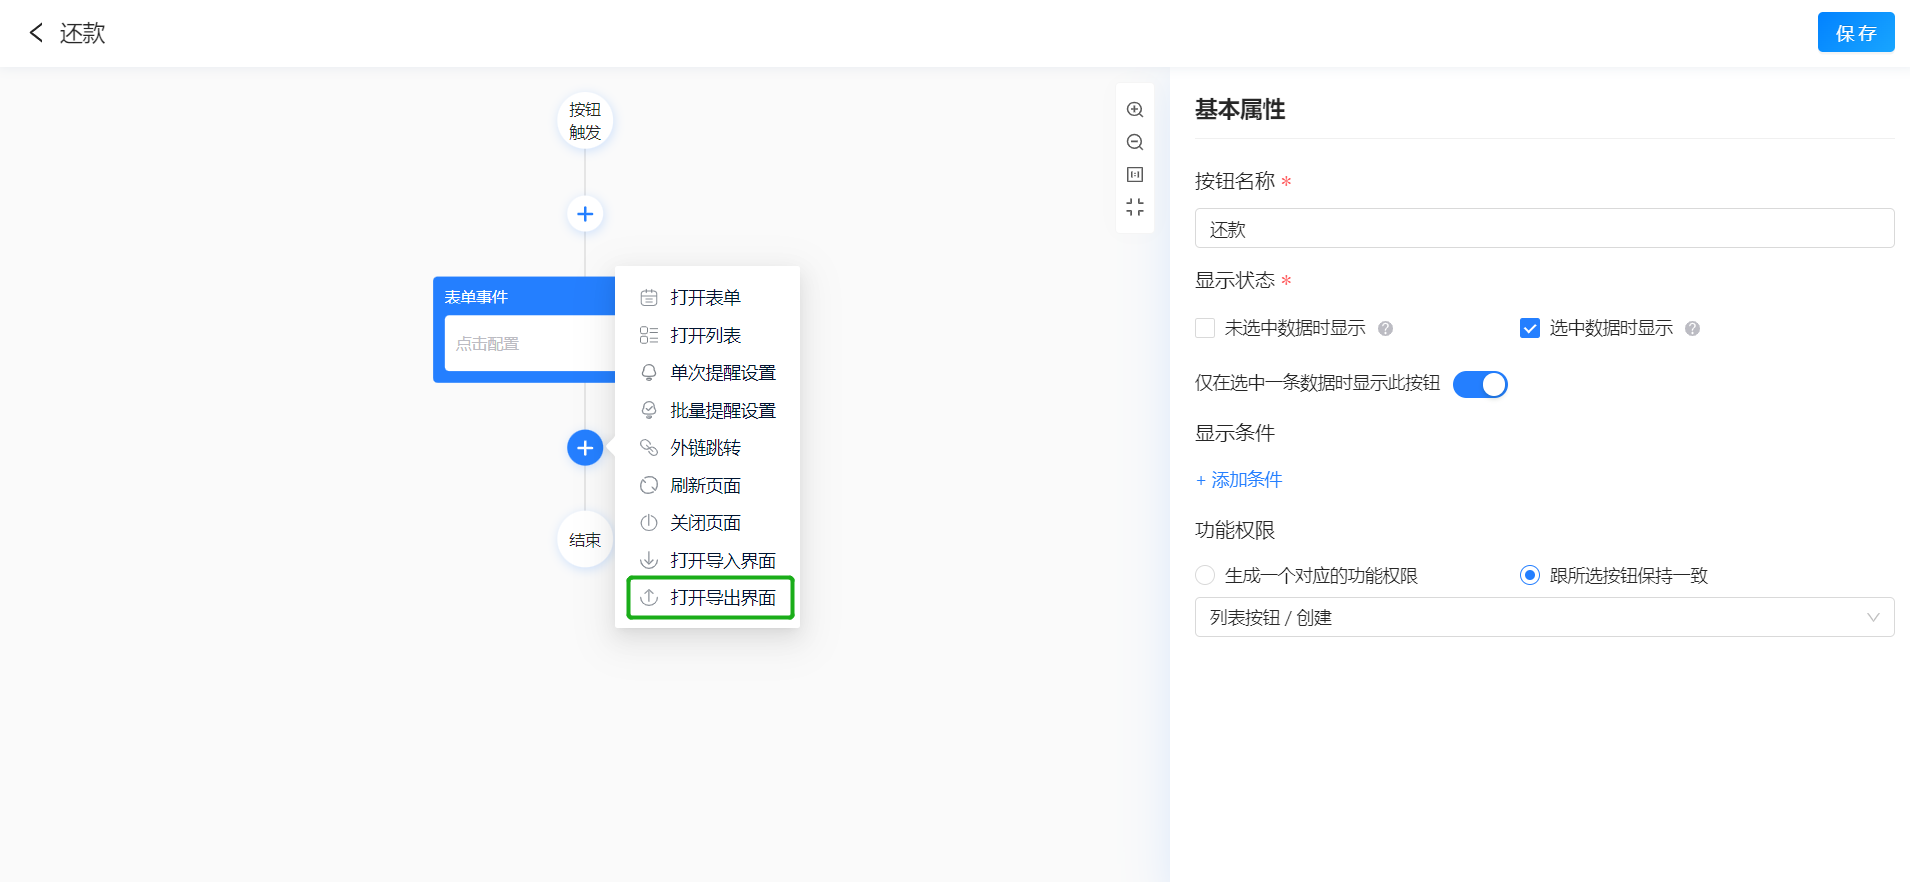 还款
保存
按钮
触发
表单事件
点击配置
结束
打开表单
打开列表
单次提醒设置
批量提醒设置
外链跳转
刷新页面
关闭页面
打开导入界面
打开导出界面
基本属性
按钮名称 *
还款
显示状态 *
未选中数据时显示 ?
选中数据时显示 ?
仅在选中一条数据时显示此按钮
显示条件
+ 添加条件
功能权限
生成一个对应的功能权限
跟所选按钮保持一致
列表按钮 / 创建